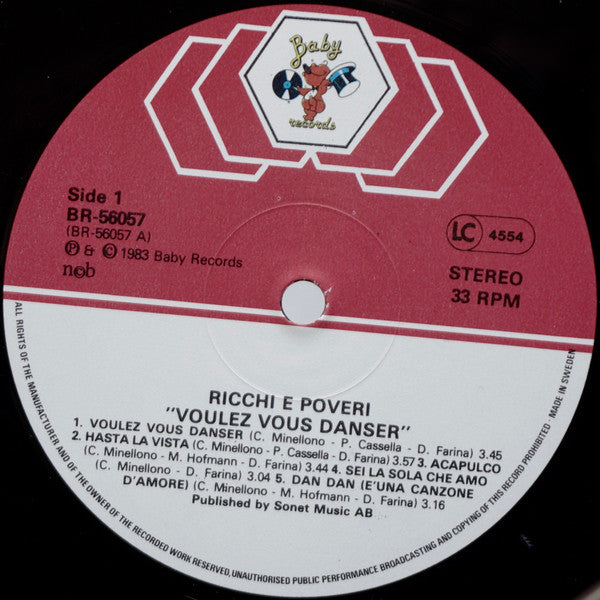 Baby
records
Side 1
BR-56057
(BR-56057 A)
Ⓟ & © 1983 Baby Records
ncb
LC 4554
STEREO
33 RPM
RICCHI E POVERI
"VOULEZ VOUS DANSER"
1. VOULEZ VOUS DANSER (C. Minellono - P. Cassella - D. Farina) 3.45
2. HASTA LA VISTA (C. Minellono - P. Cassella - D. Farina) 3.57 3. ACAPULCO
(C. Minellono - M. Hofmann - D. Farina) 3.44 4. SEI LA SOLA CHE AMO
(C. Minellono - D. Farina) 3.04 5. DAN DAN (E'UNA CANZONE
D'AMORE) (C. Minellono - M. Hofmann - D. Farina) 3.16
Published by Sonet Music AB
ALL RIGHTS OF THE MANUFACTURER AND OF THE OWNER OF THE RECORDED WORK RESERVED, UNAUTHORISED PUBLIC PERFORMANCE BROADCASTING AND COPYING OF THIS RECORD PROHIBITED · MADE IN SWEDEN